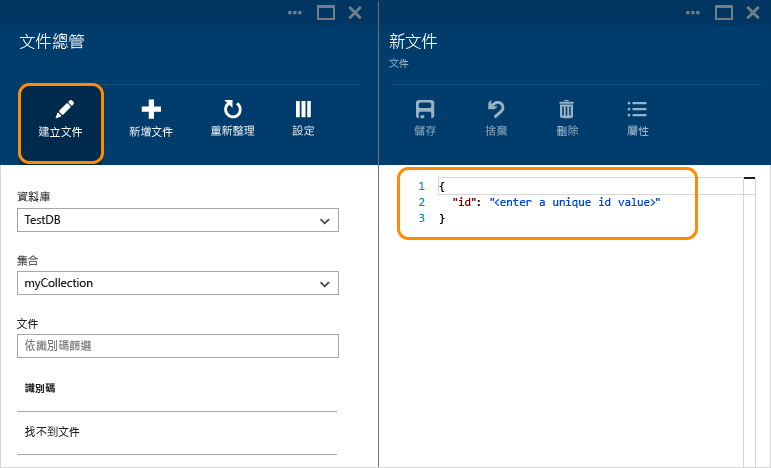 文件總管
建立文件
新增文件
重新整理
設定
資料庫
TestDB
集合
myCollection
文件
依識別碼篩選
識別碼
找不到文件
新文件
文件
儲存
捨棄
刪除
屬性
1 {
2 "id": "<enter a unique id value>"
3 }